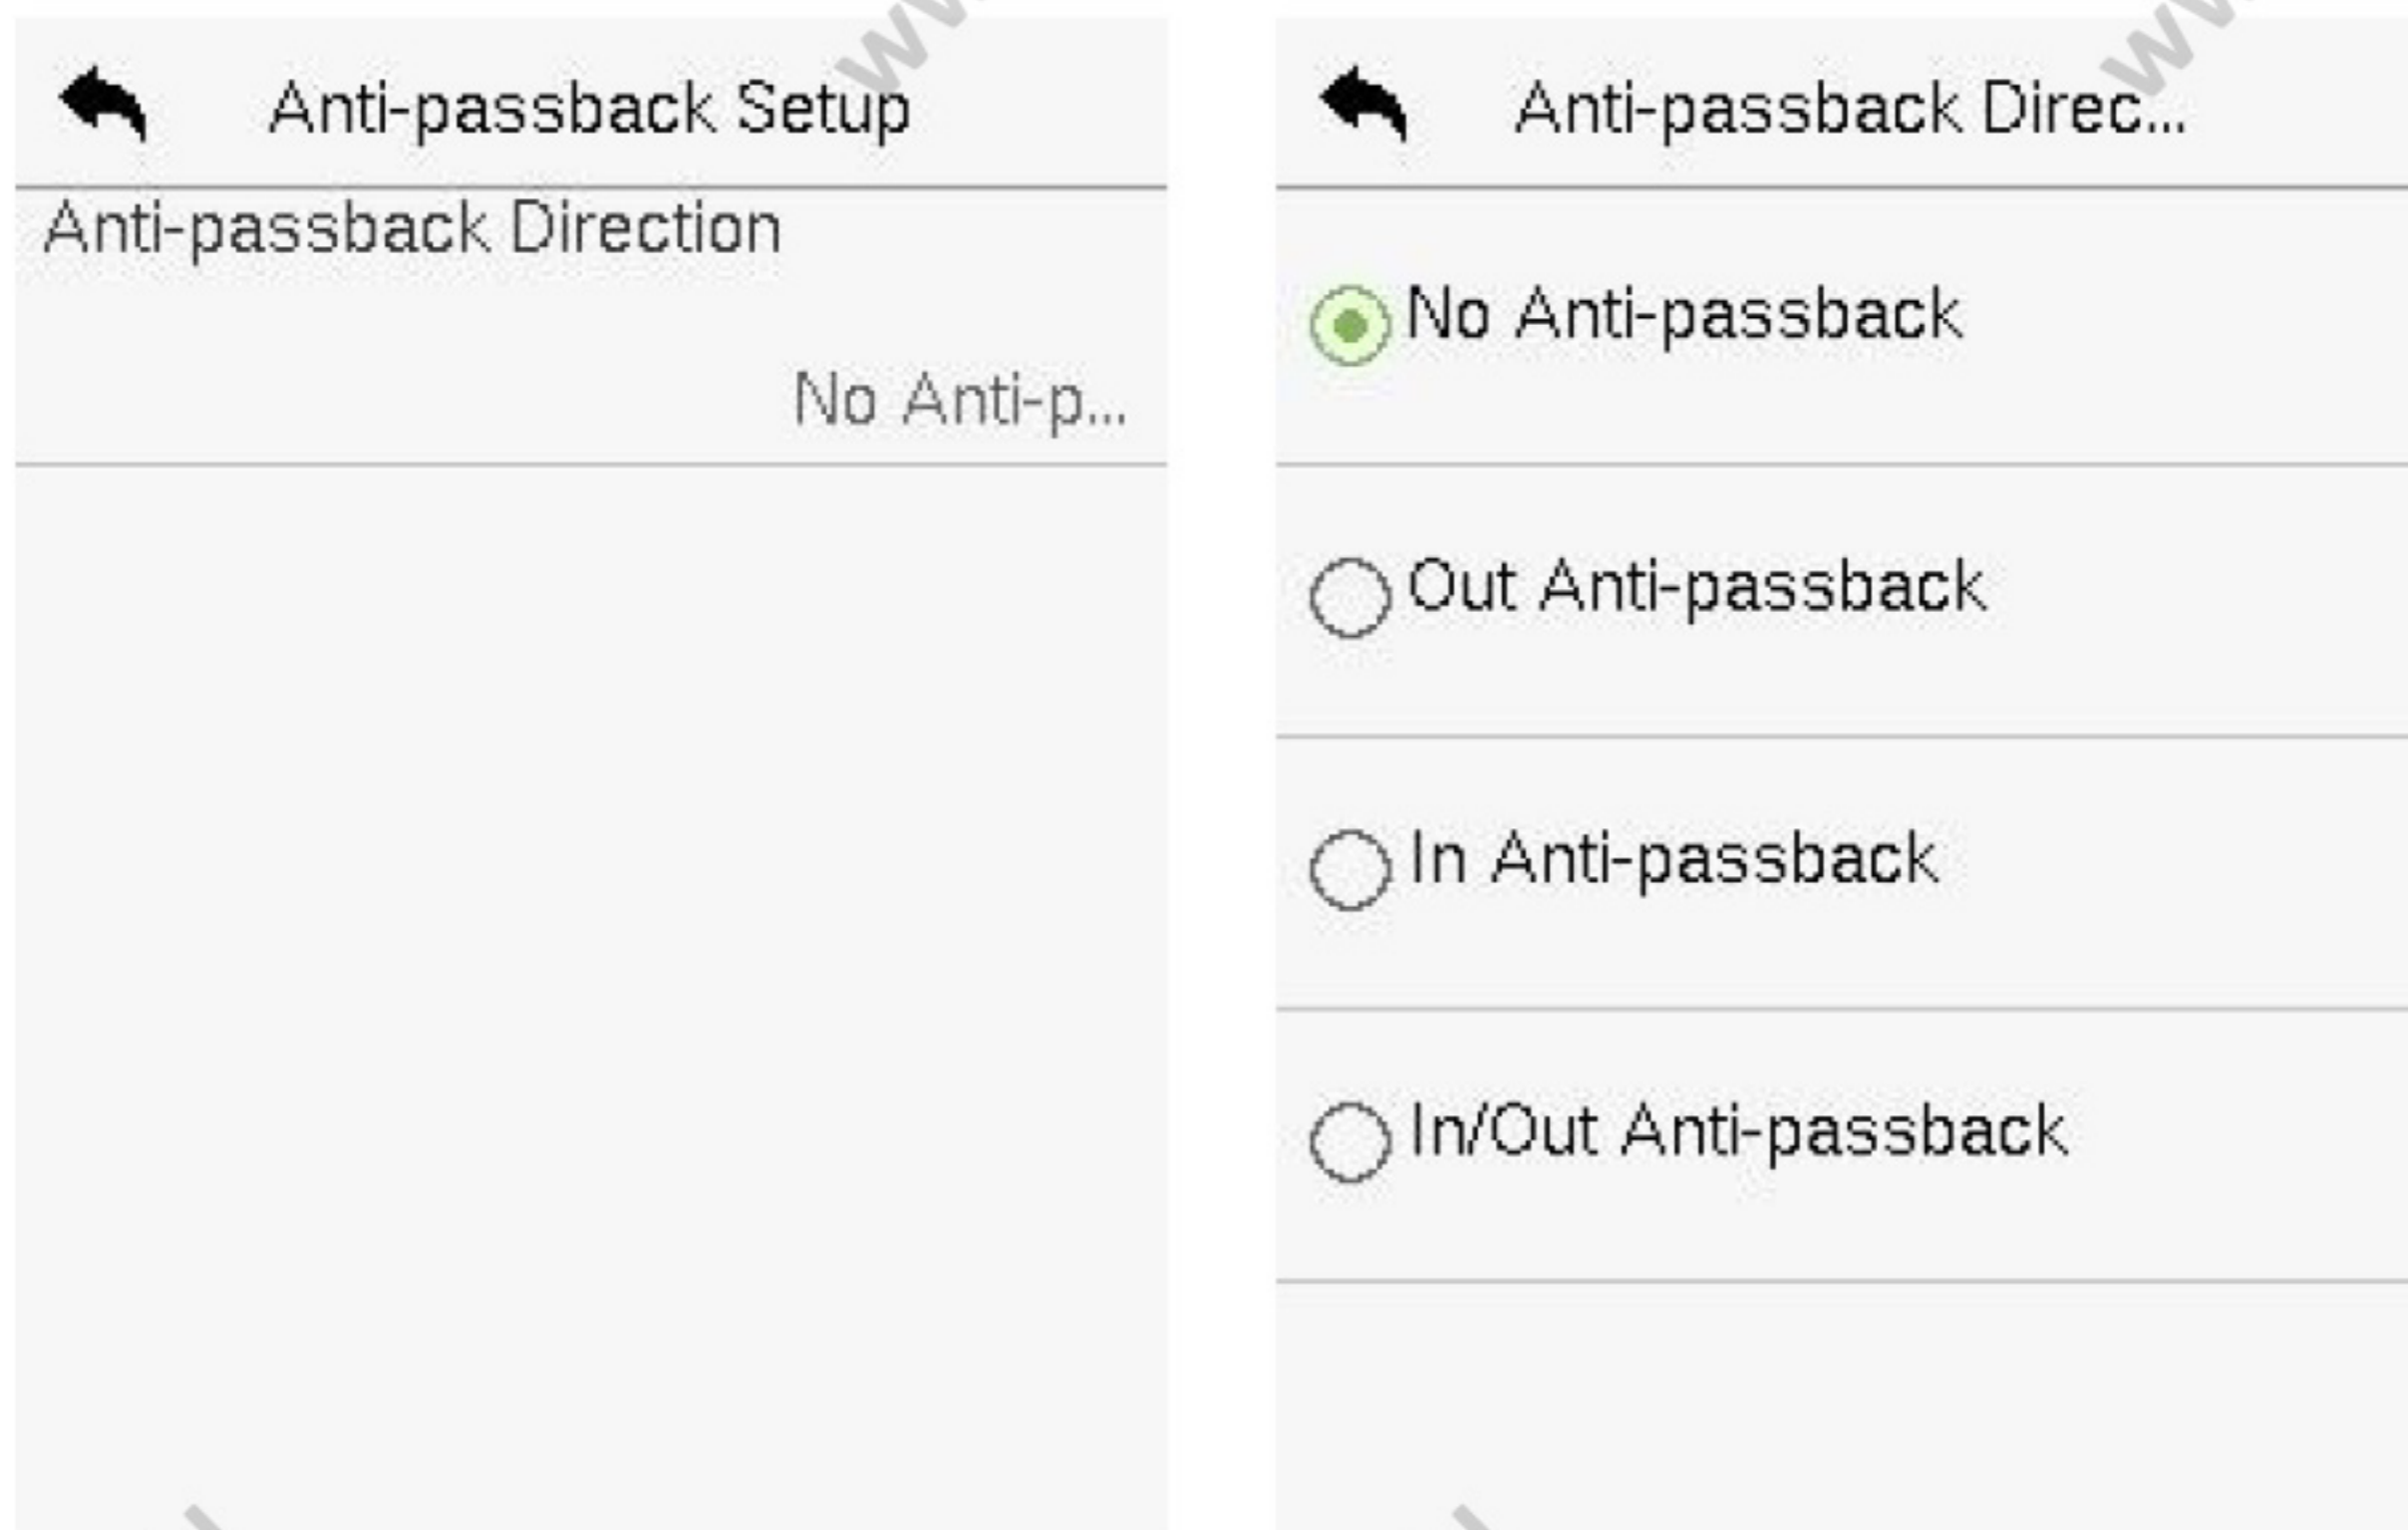 Anti-passback Setup
Anti-passback Direction
No Anti-p...
Anti-passback Direc...
No Anti-passback
Out Anti-passback
In Anti-passback
In/Out Anti-passback